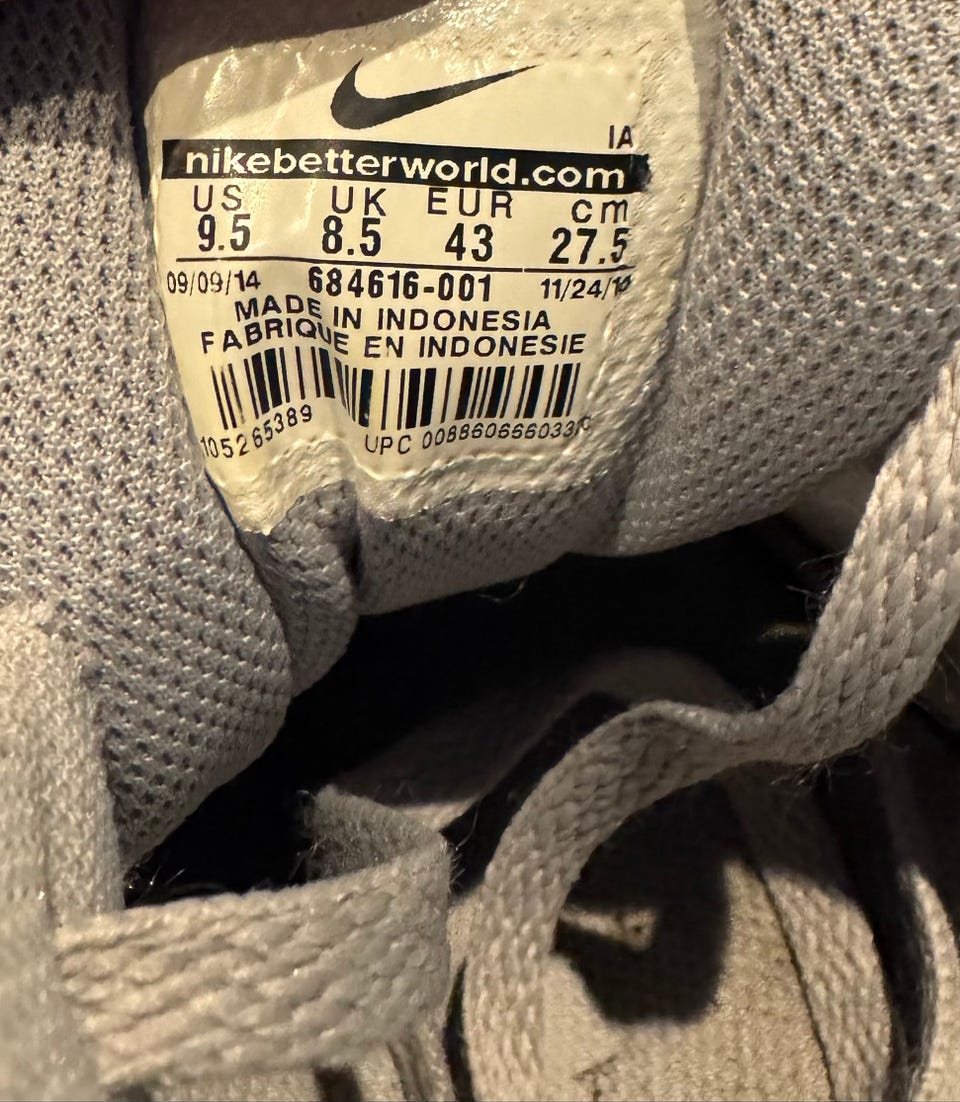 IA
nikebetterworld.com
US UK EUR cm
9.5 8.5 43 27.5
09/09/14 684616-001
MADE IN INDONESIA
FABRIQUE EN INDONESIE
105265389 UPC